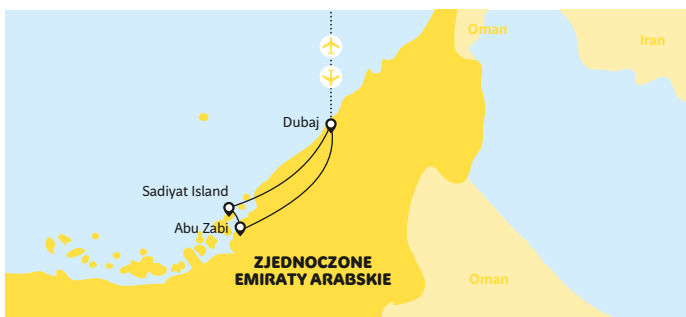 Oman
Iran
Dubaj
Sadiyat Island
Abu Zabi
ZJEDNOCZONE
EMIRATY ARABSKIE
Oman